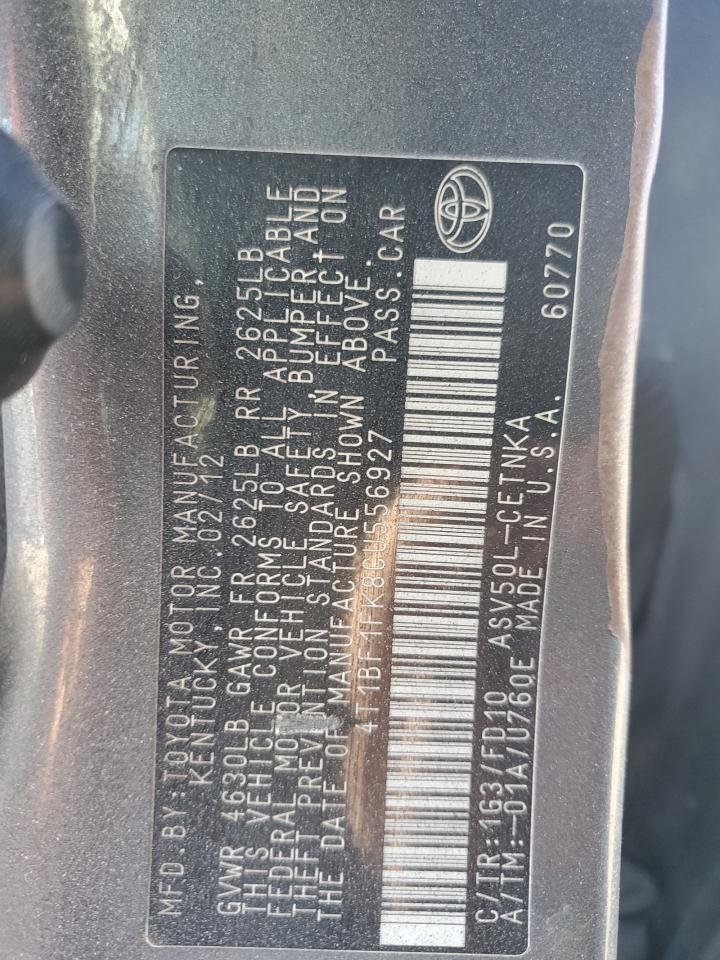 MFD.BY:TOYOTA MOTOR MANUFACTURING,
KENTUCKY, INC.02/12
GVWR 4630LB GAWR FR 2625LB RR 2625LB
THIS VEHICLE CONFORMS TO ALL APPLICABLE
FEDERAL MOTOR VEHICLE SAFETY, BUMPER, AND
THEFT PREVENTION STANDARDS IN EFFECT ON
THE DATE OF MANUFACTURE SHOWN ABOVE.
4T1BF1FK8CU556927 PASS.CAR
C/TR:1G3/FD10 ASV50L-CETNKA
A/TM:-01A/U760E MADE IN U.S.A. 60770